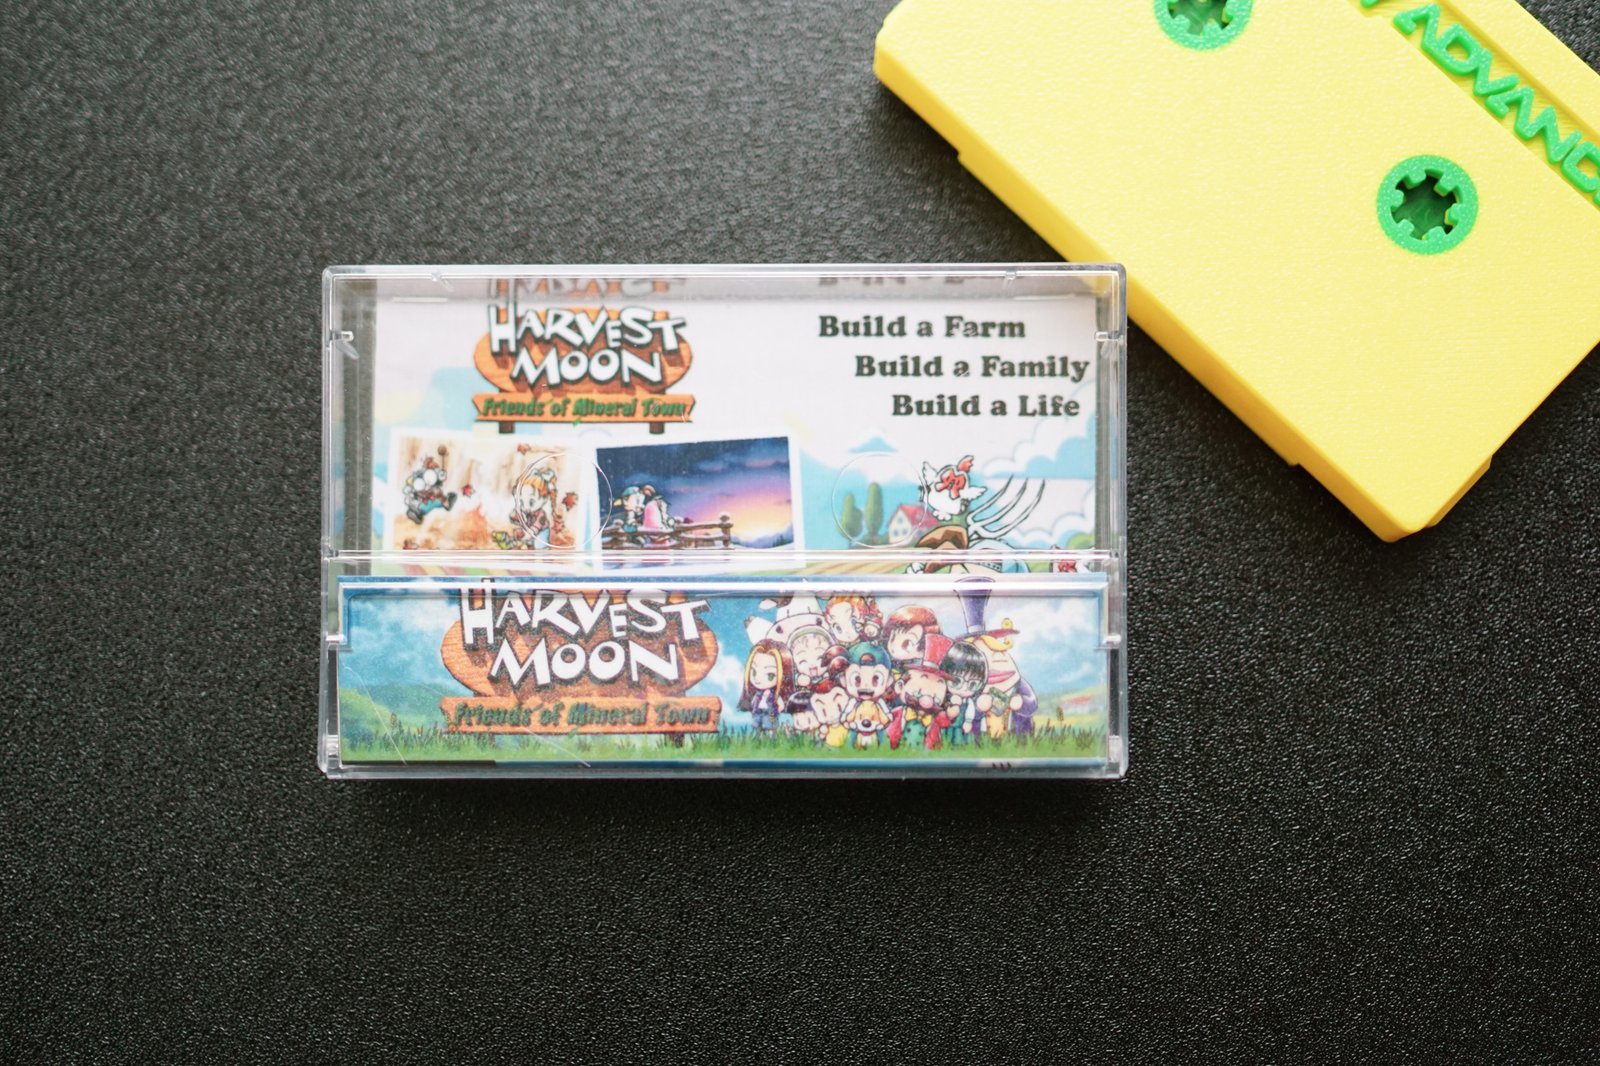 ADVANC
HARVEST
MOON
Friends of Mineral Town
Build a Farm
Build a Family
Build a Life
HARVEST
MOON
Friends of Mineral Town